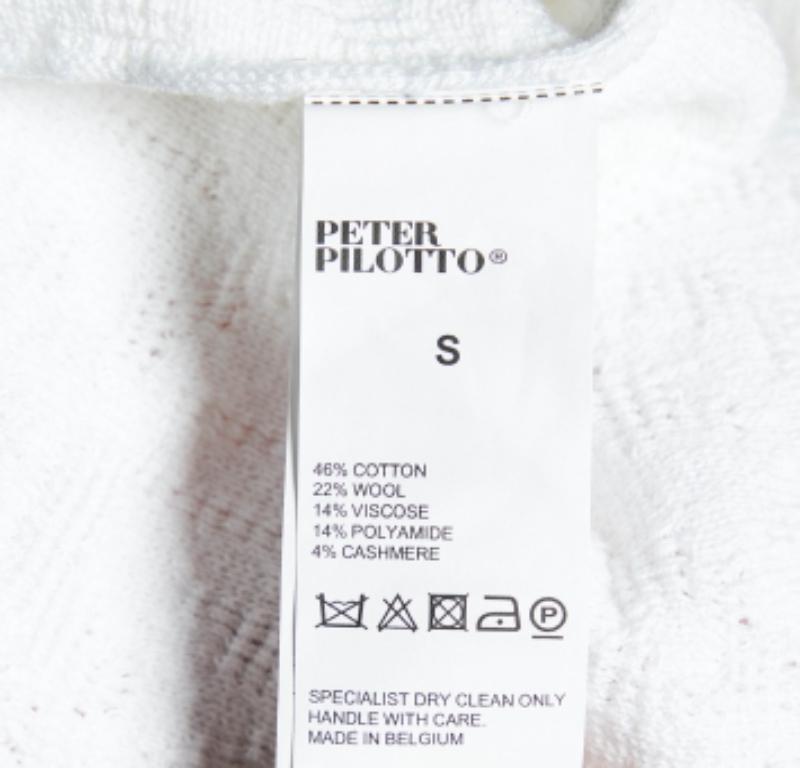 PETER
PILOTTO®
S
46% COTTON
22% WOOL
14% VISCOSE
14% POLYAMIDE
4% CASHMERE
P
SPECIALIST DRY CLEAN ONLY
HANDLE WITH CARE.
MADE IN BELGIUM